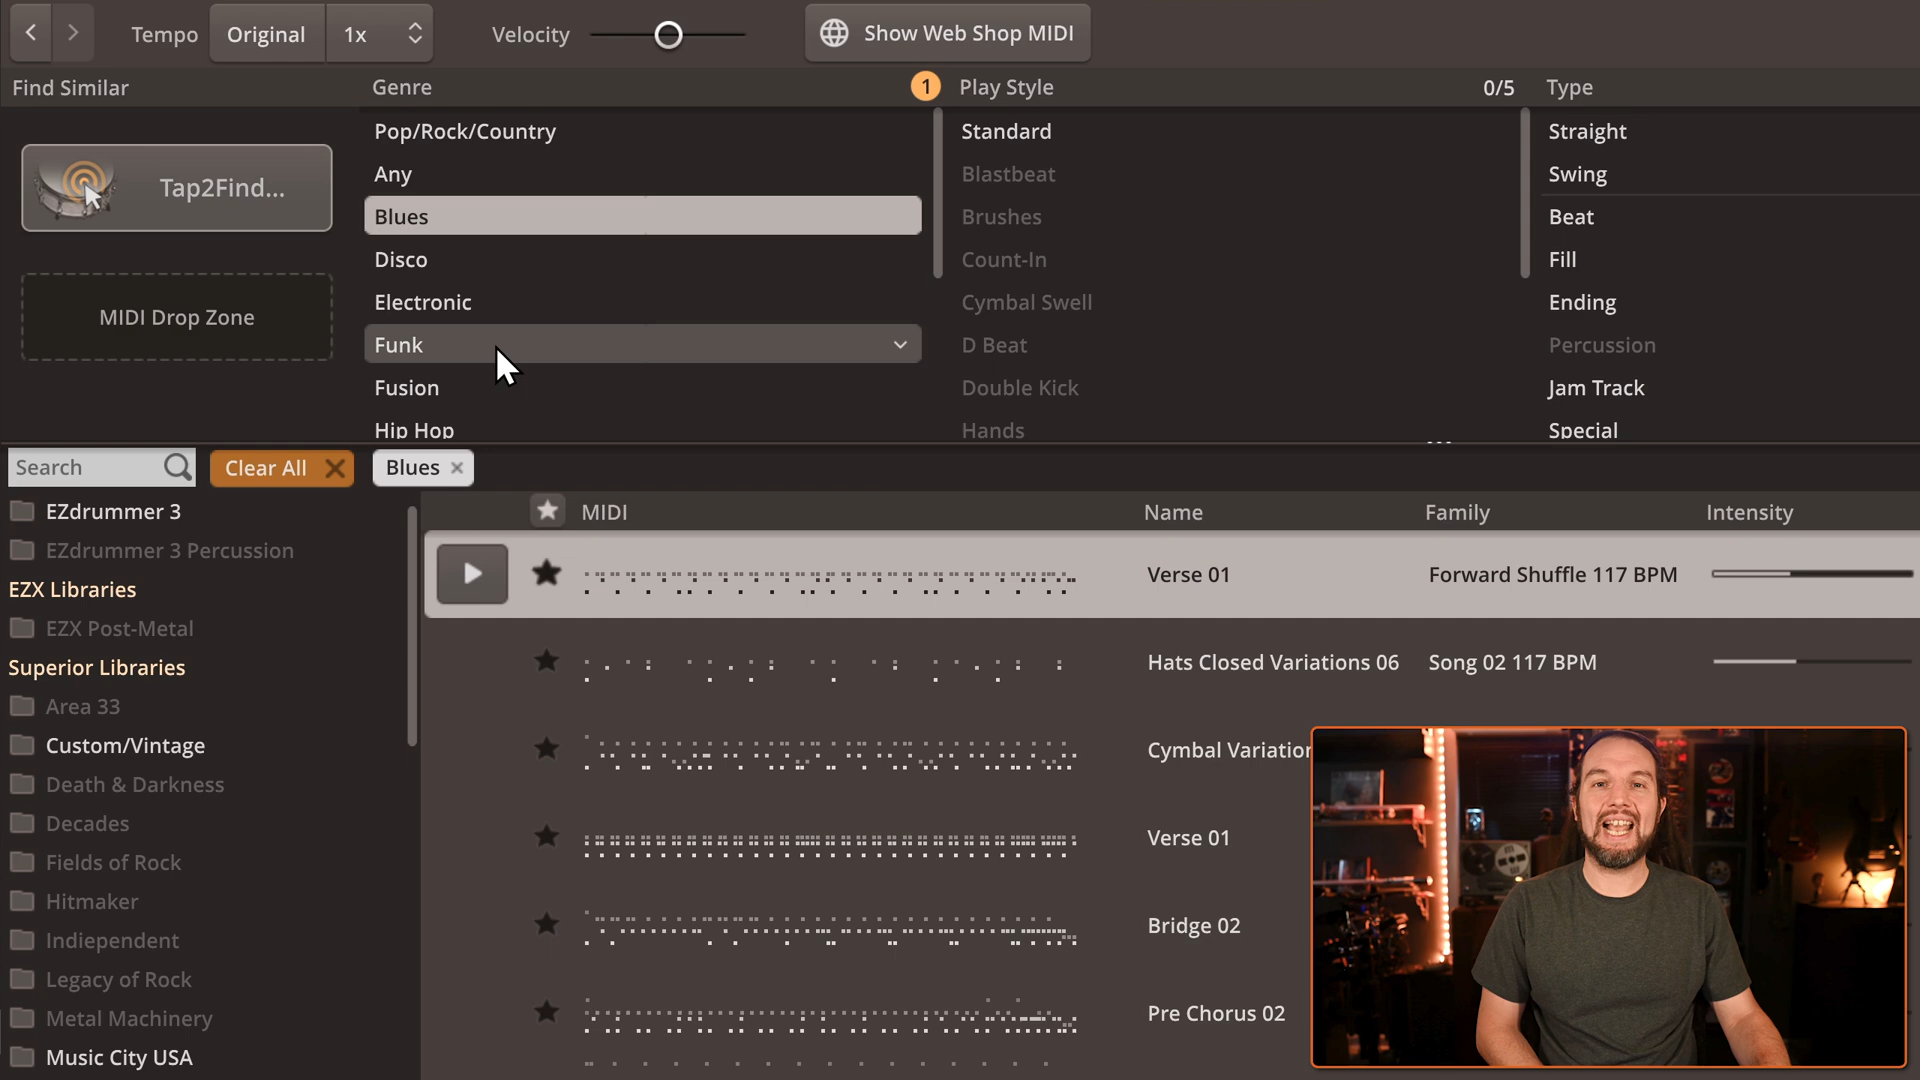 Tempo Original 1x Velocity Show Web Shop MIDI
Find Similar Genre 1 Play Style 0/5 Type
Tap2Find...
MIDI Drop Zone
Pop/Rock/Country
Any
Blues
Disco
Electronic
Funk
Fusion
Hip Hop
Standard
Blastbeat
Brushes
Count-In
Cymbal Swell
D Beat
Double Kick
Hands
Straight
Swing
Beat
Fill
Ending
Percussion
Jam Track
Special
Search Clear All Blues
EZdrummer 3
EZdrummer 3 Percussion
EZX Libraries
EZX Post-Metal
Superior Libraries
Area 33
Custom/Vintage
Death & Darkness
Decades
Fields of Rock
Hitmaker
Indiependent
Legacy of Rock
Metal Machinery
Music City USA
MIDI Name Family Intensity
Verse 01 Forward Shuffle 117 BPM
Hats Closed Variations 06 Song 02 117 BPM
Cymbal
Verse 01
Bridge 02
Pre Chorus 02